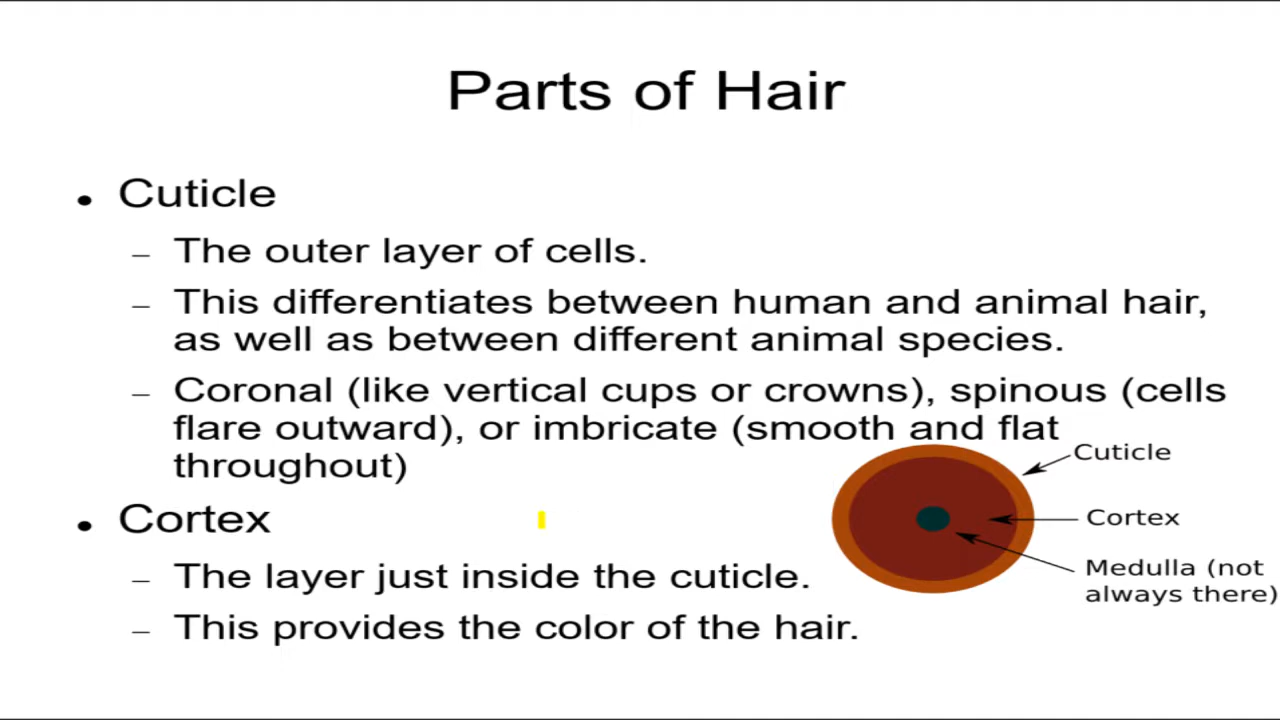 Parts of Hair
• Cuticle
– The outer layer of cells.
– This differentiates between human and animal hair,
as well as between different animal species.
– Coronal (like vertical cups or crowns), spinous (cells
flare outward), or imbricate (smooth and flat
throughout)
• Cortex
– The layer just inside the cuticle.
– This provides the color of the hair.
Cuticle
Cortex
Medulla (not
always there)